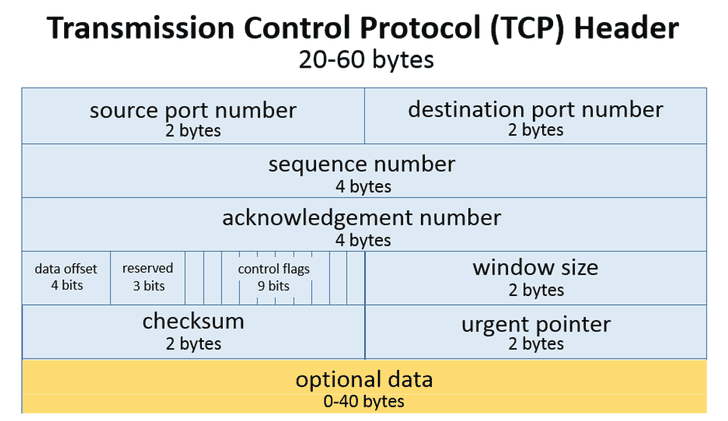 Transmission Control Protocol (TCP) Header
20-60 bytes
source port number
2 bytes
destination port number
2 bytes
sequence number
4 bytes
acknowledgement number
4 bytes
data offset
4 bits
reserved
3 bits
control flags
9 bits
window size
2 bytes
checksum
2 bytes
urgent pointer
2 bytes
optional data
0-40 bytes